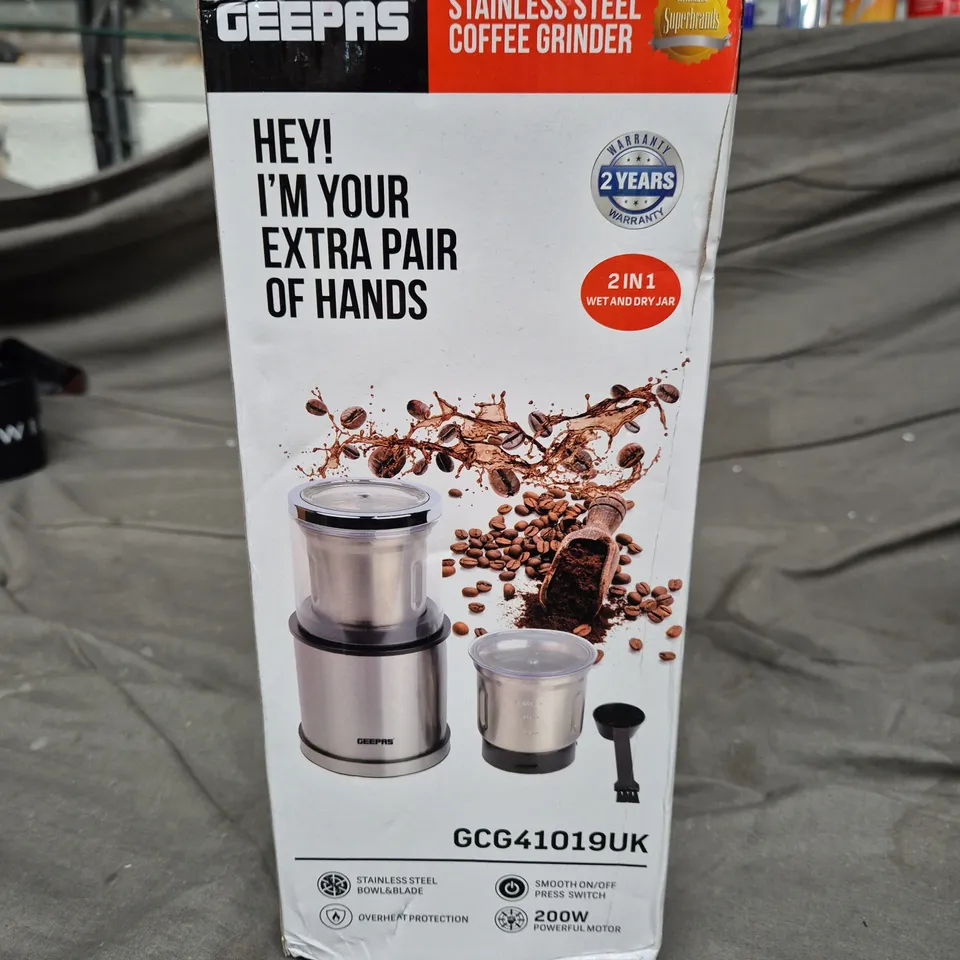 GEEPAS
STAINLESS STEEL
COFFEE GRINDER
Superbrands
HEY!
I'M YOUR
EXTRA PAIR
OF HANDS
WARRANTY
2 YEARS
WARRANTY
2 IN 1
WET AND DRY JAR
GEEPAS
GCG41019UK
STAINLESS STEEL
BOWL&BLADE
SMOOTH ON/OFF
PRESS SWITCH
OVERHEAT PROTECTION
200W
POWERFUL MOTOR